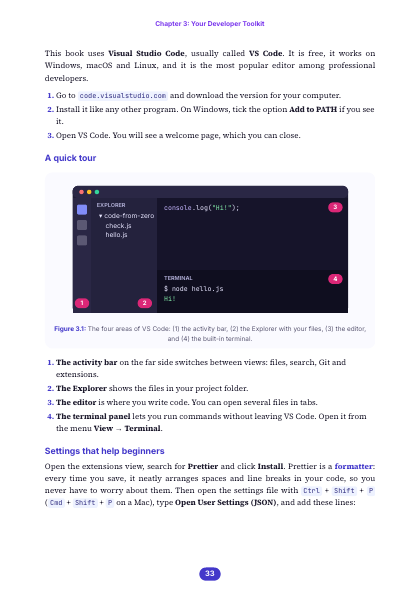 Chapter 3: Your Developer Toolkit
This book uses Visual Studio Code, usually called VS Code. It is free, it works on
Windows, macOS and Linux, and it is the most popular editor among professional
developers.
1. Go to code.visualstudio.com and download the version for your computer.
2. Install it like any other program. On Windows, tick the option Add to PATH if you see
it.
3. Open VS Code. You will see a welcome page, which you can close.
A quick tour
EXPLORER
▾ code-from-zero
check.js
hello.js
console.log("Hi!");
3
TERMINAL
4
$ node hello.js
Hi!
1
2
Figure 3.1: The four areas of VS Code: (1) the activity bar, (2) the Explorer with your files, (3) the editor,
and (4) the built-in terminal.
1. The activity bar on the far side switches between views: files, search, Git and
extensions.
2. The Explorer shows the files in your project folder.
3. The editor is where you write code. You can open several files in tabs.
4. The terminal panel lets you run commands without leaving VS Code. Open it from
the menu View → Terminal.
Settings that help beginners
Open the extensions view, search for Prettier and click Install. Prettier is a formatter:
every time you save, it neatly arranges spaces and line breaks in your code, so you
never have to worry about them. Then open the settings file with Ctrl + Shift + P
(Cmd + Shift + P on a Mac), type Open User Settings (JSON), and add these lines:
33